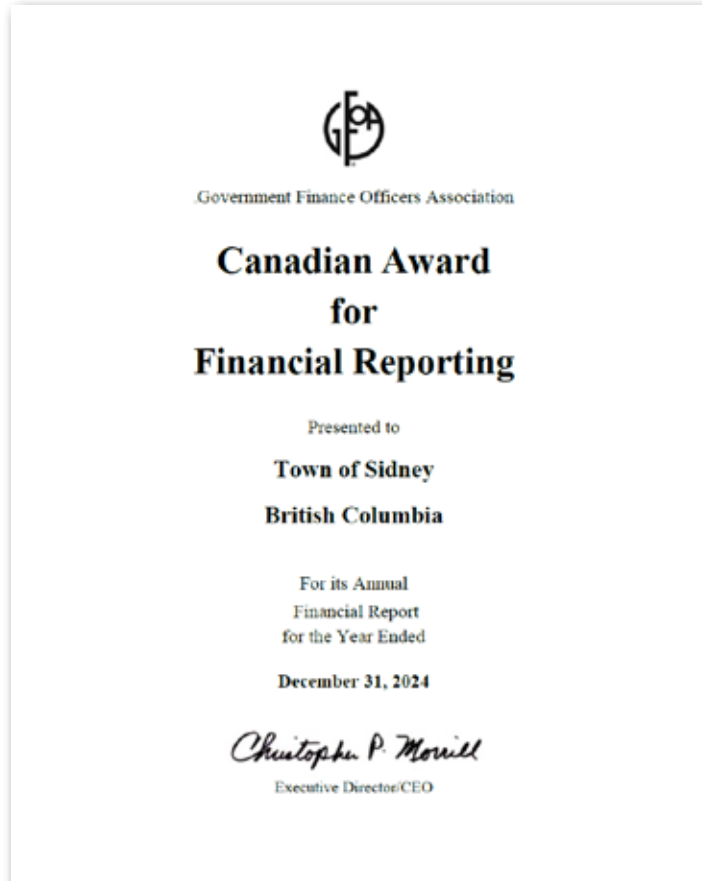 GFOA
Government Finance Officers Association
Canadian Award
for
Financial Reporting
Presented to
Town of Sidney
British Columbia
For its Annual
Financial Report
for the Year Ended
December 31, 2024
Christopher P. Morrill
Executive Director/CEO